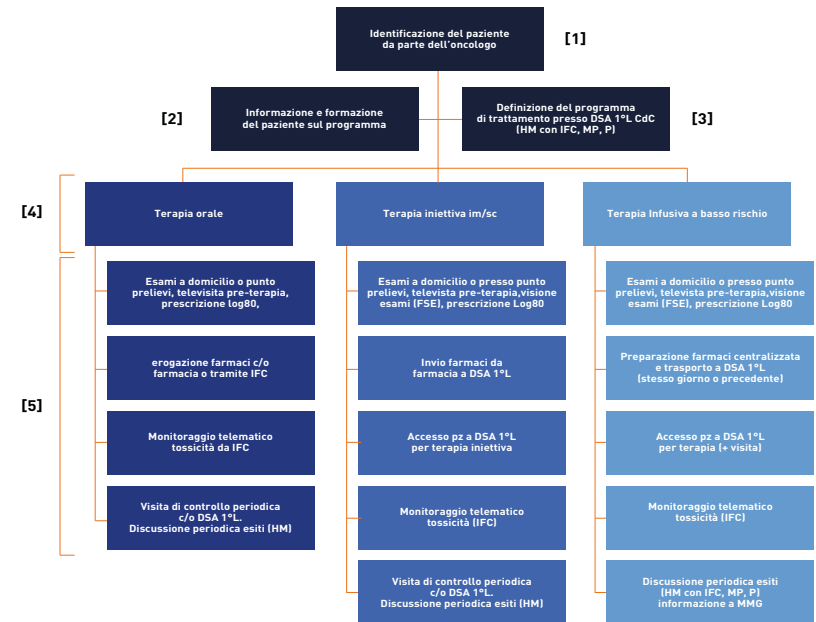 Identificazione del paziente
da parte dell'oncologo
[1]
[2]
Informazione e formazione
del paziente sul programma
Definizione del programma
di trattamento presso DSA 1°L CdC
(HM con IFC, MP, P)
[3]
[4]
Terapia orale
Terapia iniettiva im/sc
Terapia Infusiva a basso rischio
[5]
Esami a domicilio o punto
prelievi, televisita pre-terapia,
prescrizione log80,
erogazione farmaci c/o
farmacia o tramite IFC
Monitoraggio telematico
tossicità da IFC
Visita di controllo periodica
c/o DSA 1°L.
Discussione periodica esiti (HM)
Esami a domicilio o presso punto
prelievi, televista pre-terapia,visione
esami (FSE), prescrizione Log80
Invio farmaci da
farmacia a DSA 1°L
Accesso pz a DSA 1°L
per terapia iniettiva
Monitoraggio telematico
tossicità (IFC)
Visita di controllo periodica
c/o DSA 1°L.
Discussione periodica esiti (HM)
Esami a domicilio o presso punto
prelievi, televista pre-terapia,visione
esami (FSE), prescrizione Log80
Preparazione farmaci centralizzata
e trasporto a DSA 1°L
(stesso giorno o precedente)
Accesso pz a DSA 1°L
per terapia (+ visita)
Monitoraggio telematico
tossicità (IFC)
Discussione periodica esiti
(HM con IFC, MP, P)
informazione a MMG